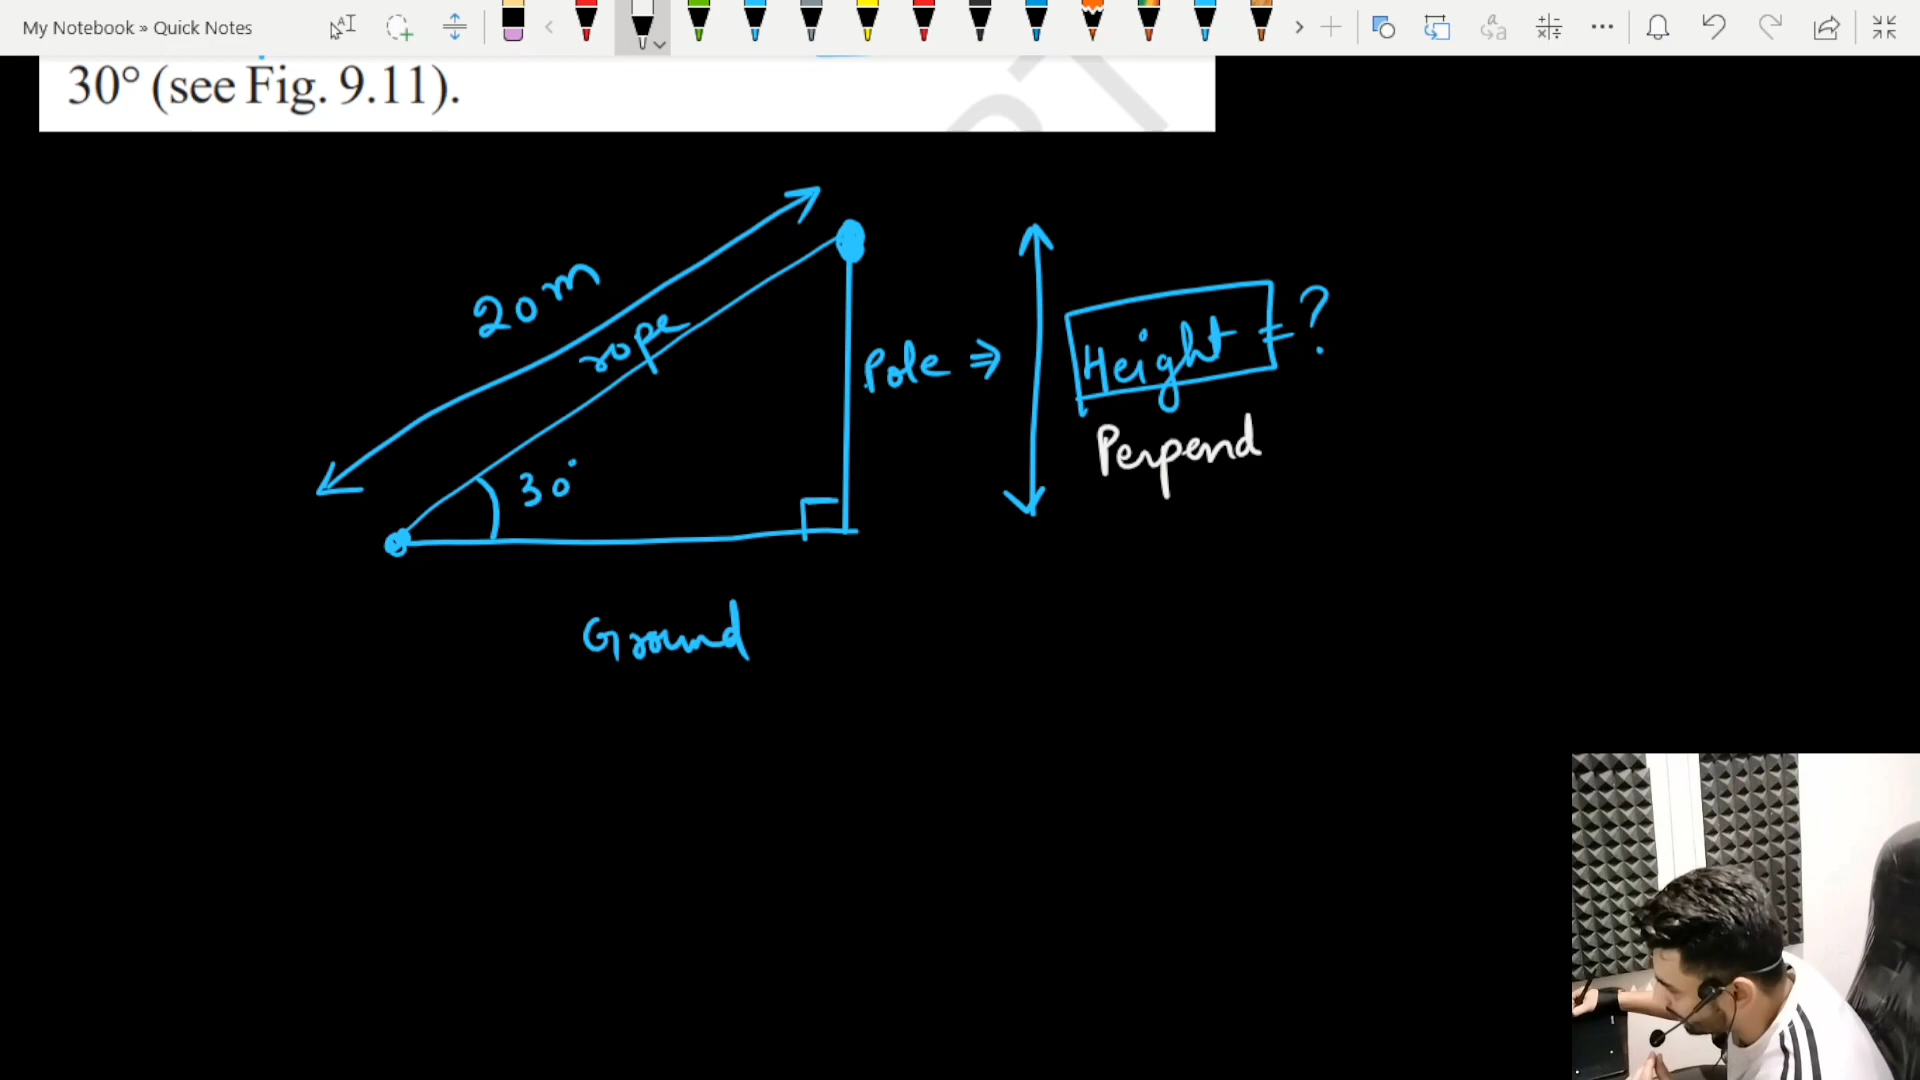 My Notebook » Quick Notes
30° (see Fig. 9.11).
20m
rope
Pole ⇒
Height = ?
Perpend
30°
Ground